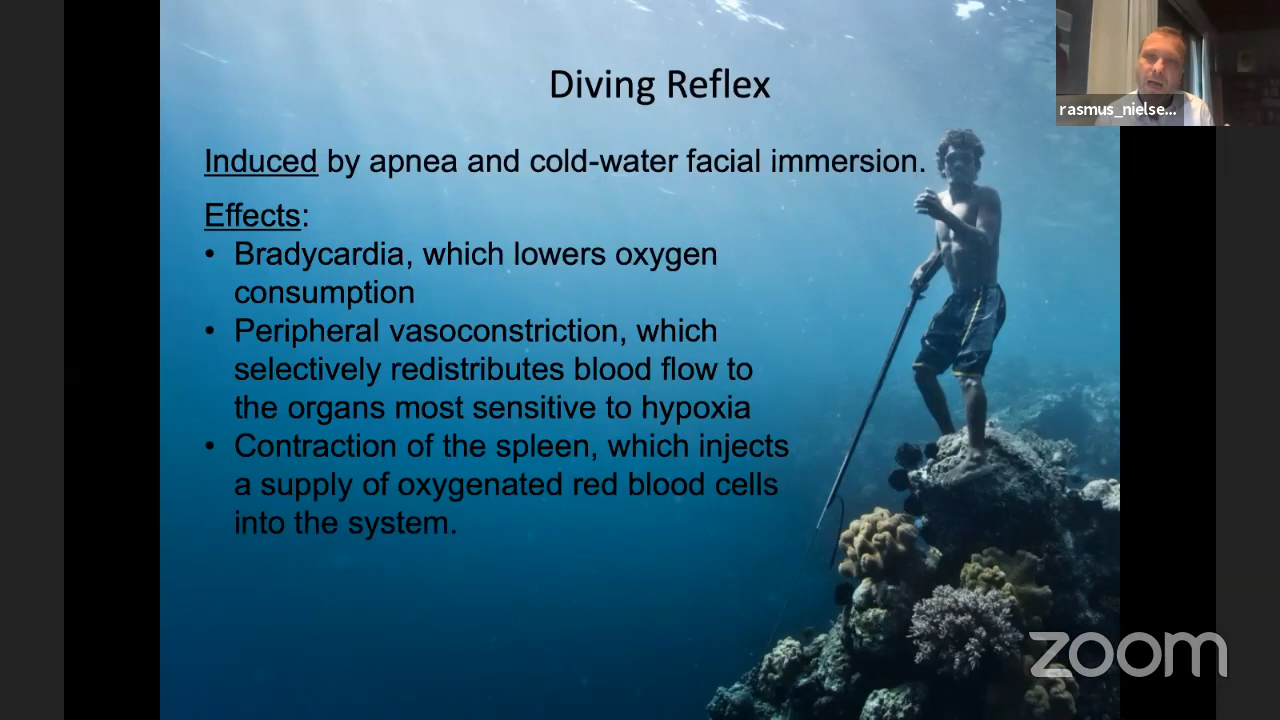 Diving Reflex
rasmus_nielse...
Induced by apnea and cold-water facial immersion.
Effects:
• Bradycardia, which lowers oxygen
consumption
• Peripheral vasoconstriction, which
selectively redistributes blood flow to
the organs most sensitive to hypoxia
• Contraction of the spleen, which injects
a supply of oxygenated red blood cells
into the system.
zoom